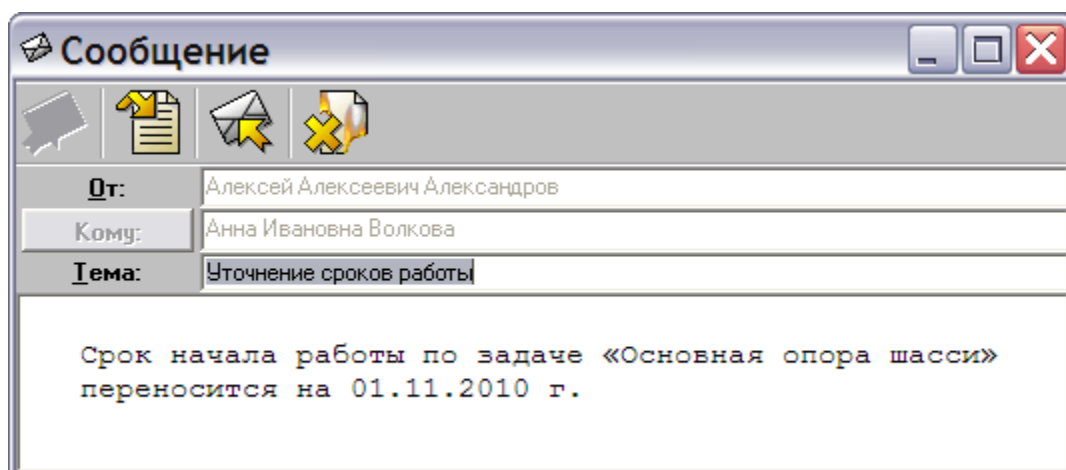 Сообщение
От: Алексей Алексеевич Александров
Кому: Анна Ивановна Волкова
Тема: Уточнение сроков работы
Срок начала работы по задаче «Основная опора шасси»
переносится на 01.11.2010 г.